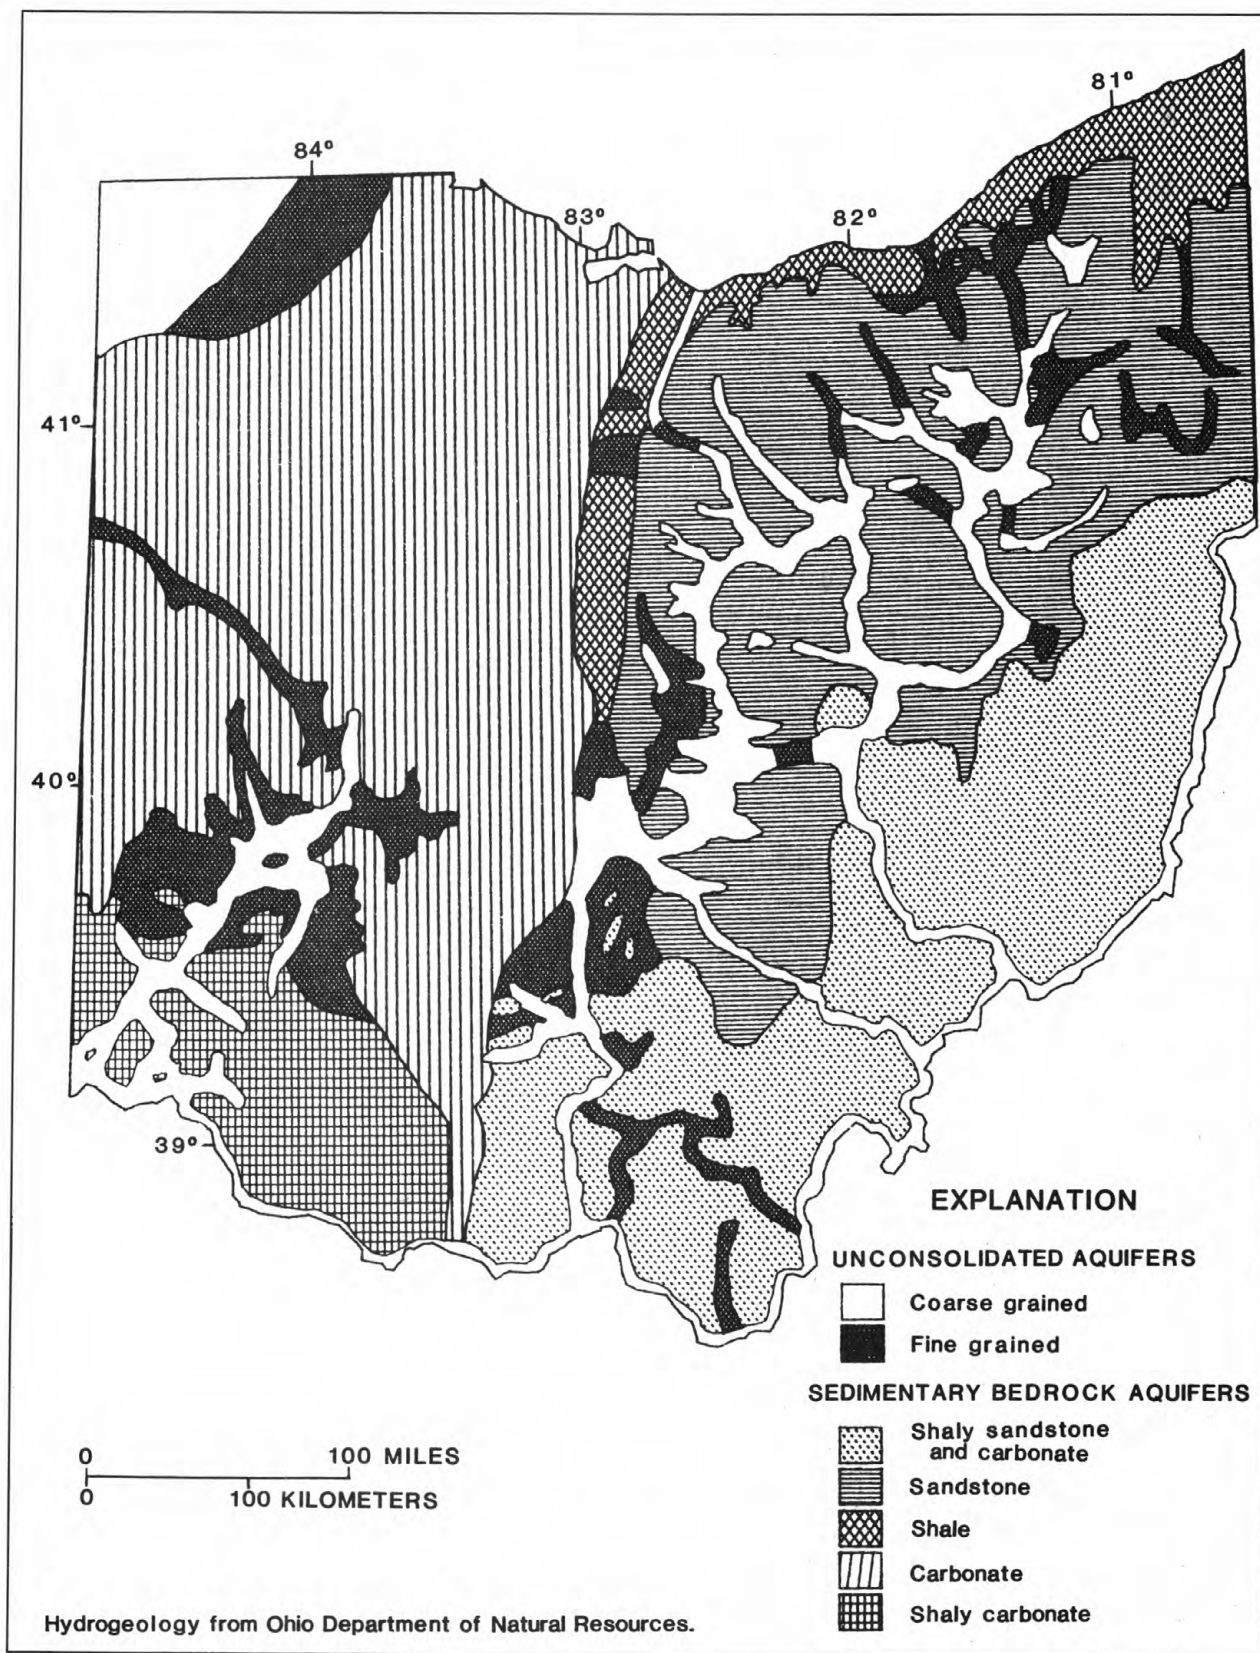 81°
84°
83°
82°
41°
40°
39°
EXPLANATION
UNCONSOLIDATED AQUIFERS
Coarse grained
Fine grained
SEDIMENTARY BEDROCK AQUIFERS
Shaly sandstone
and carbonate
Sandstone
Shale
Carbonate
Shaly carbonate
0 100 MILES
0 100 KILOMETERS
Hydrogeology from Ohio Department of Natural Resources.